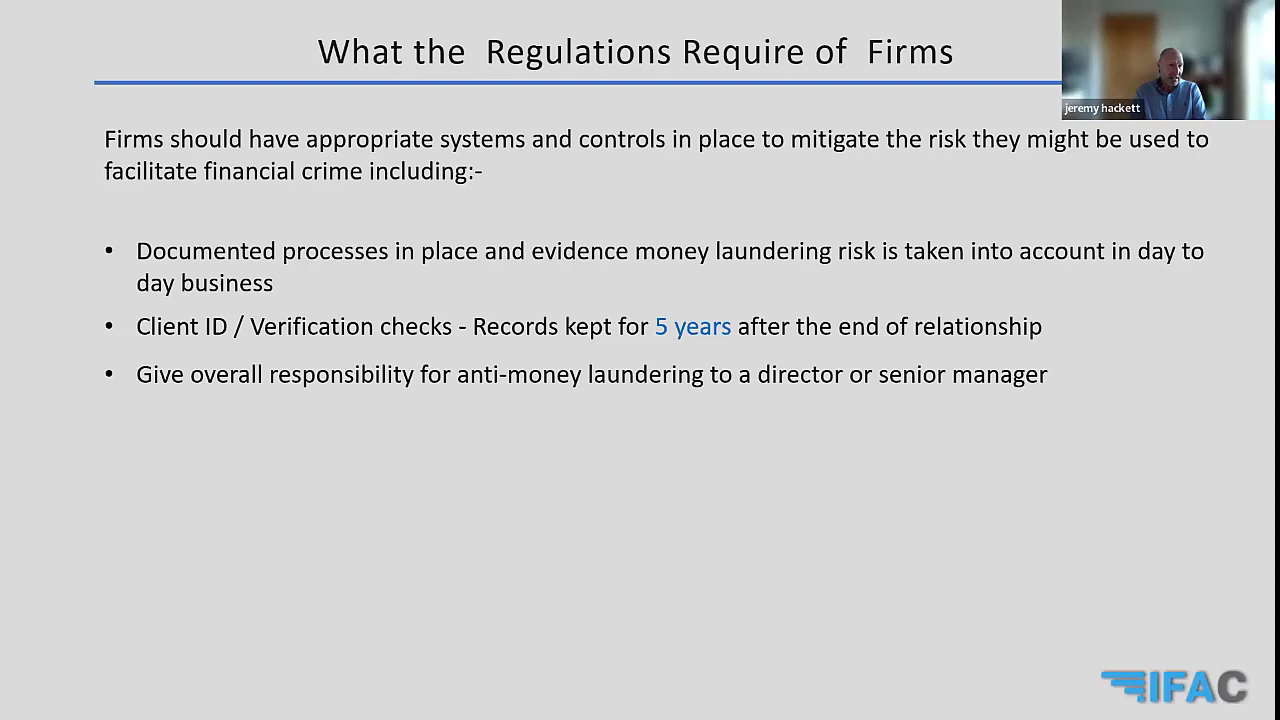 What the  Regulations Require of  Firms
jeremy hackett
Firms should have appropriate systems and controls in place to mitigate the risk they might be used to
facilitate financial crime including:-
• Documented processes in place and evidence money laundering risk is taken into account in day to
day business
• Client ID / Verification checks - Records kept for 5 years after the end of relationship
• Give overall responsibility for anti-money laundering to a director or senior manager
IFAC